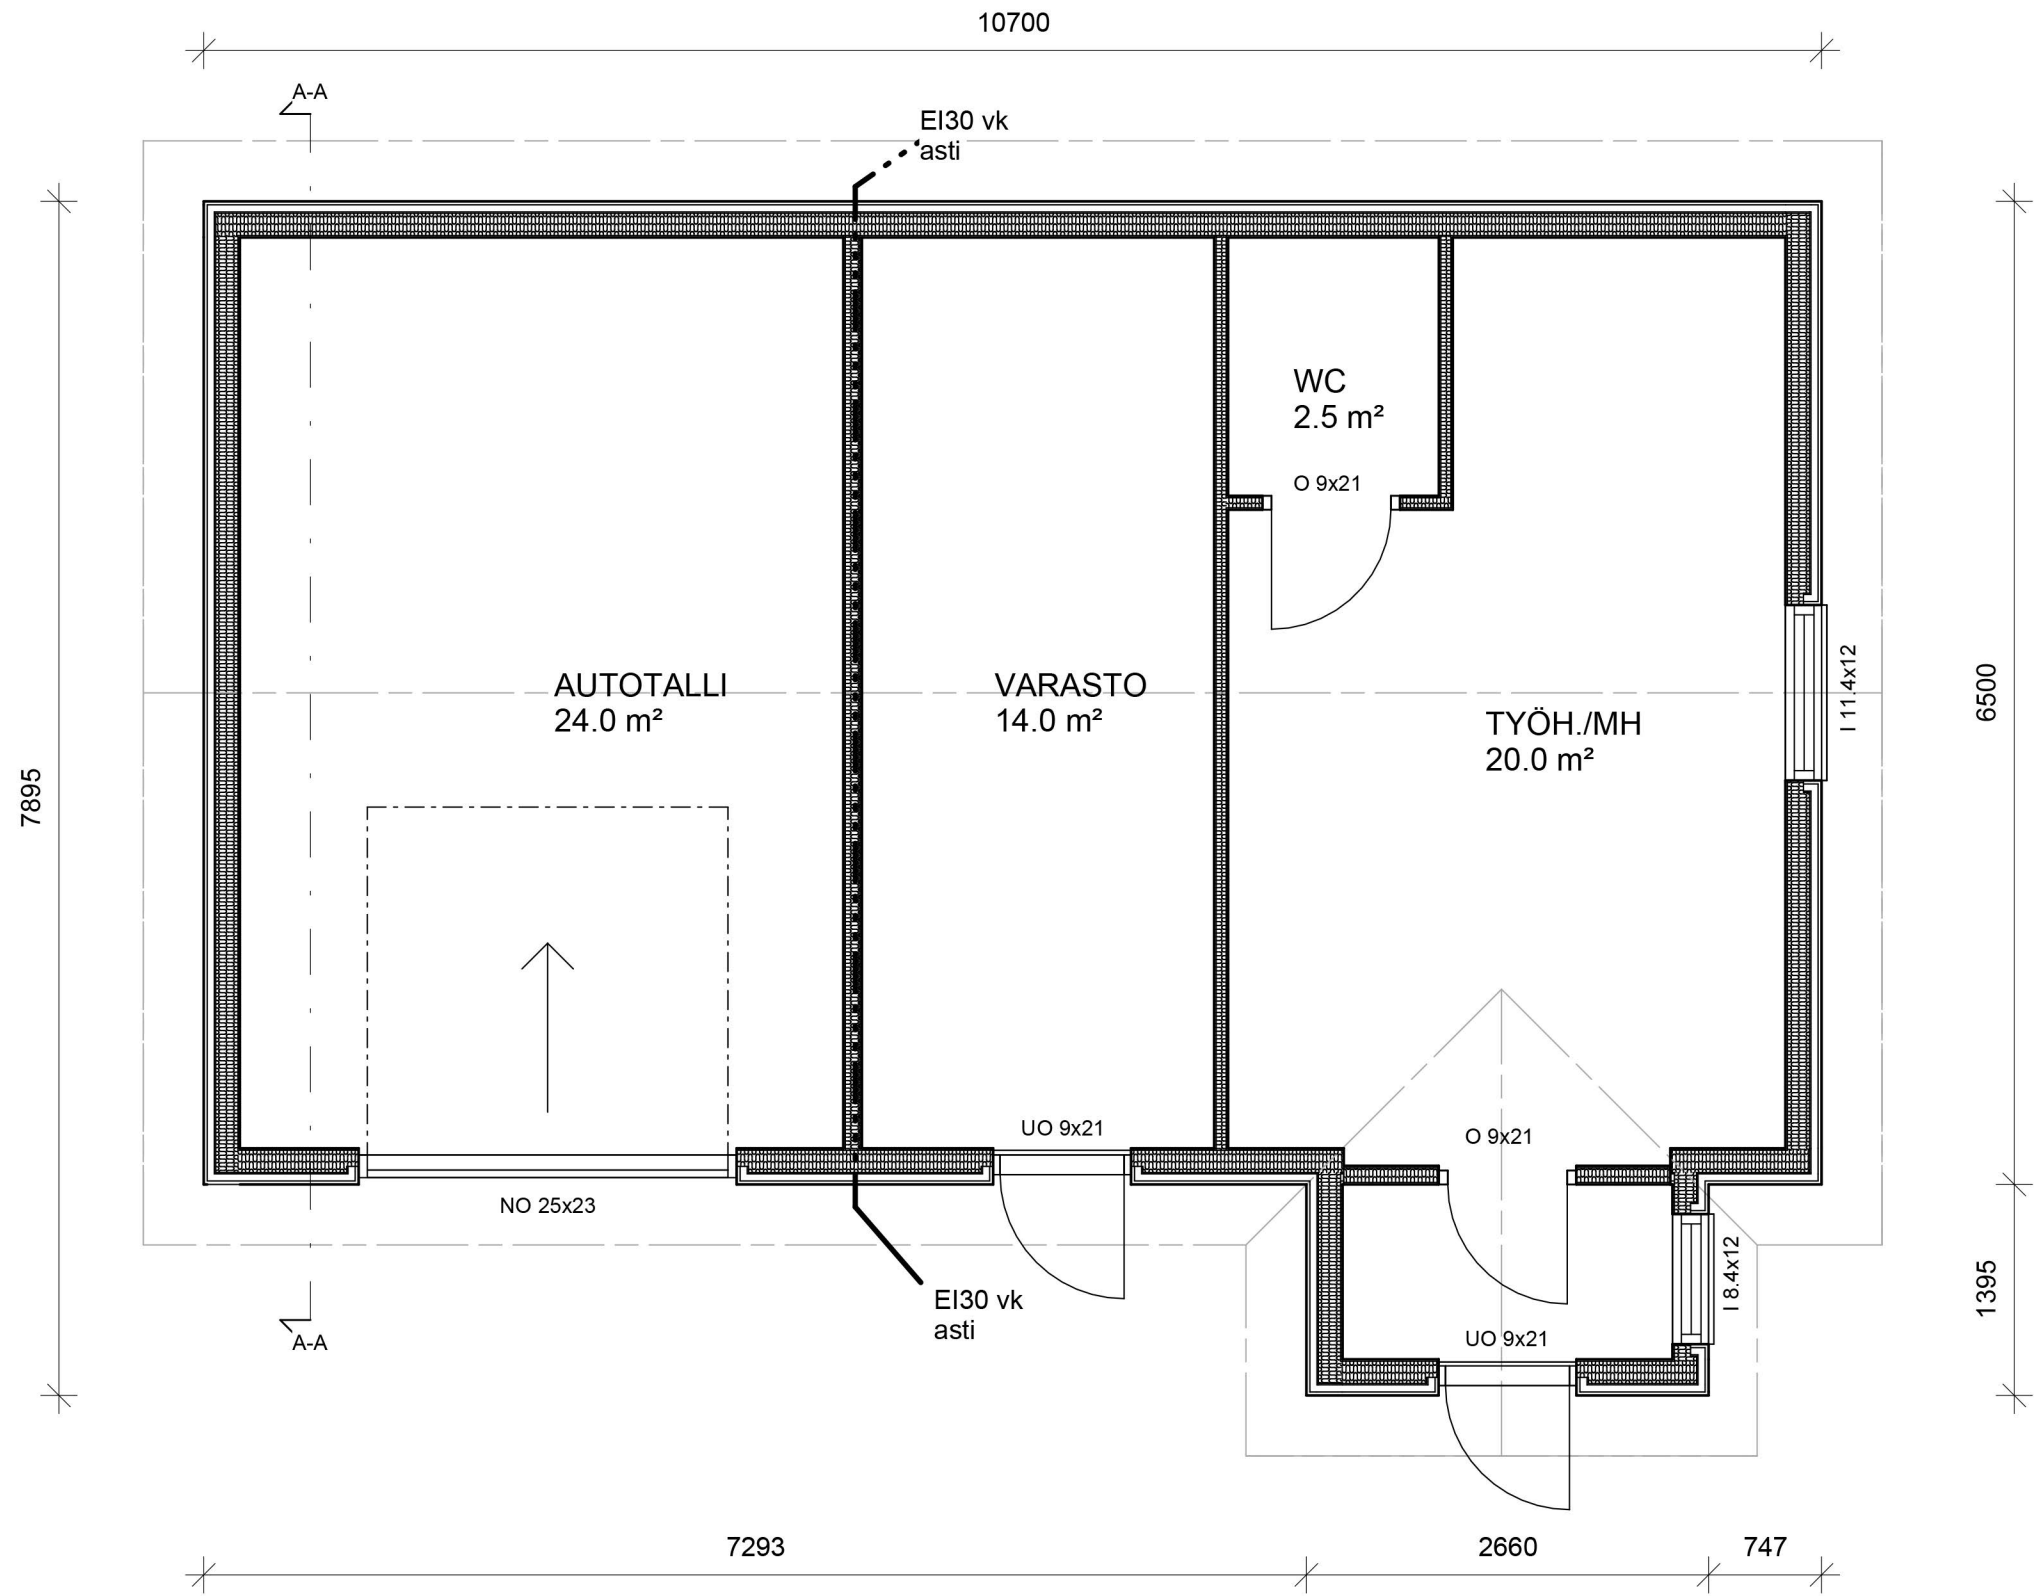 10700
A-A
EI30 vk
asti
WC
2.5 m²
O 9x21
AUTOTALLI
24.0 m²
VARASTO
14.0 m²
TYÖH./MH
20.0 m²
I 11.4x12
6500
7895
UO 9x21
O 9x21
NO 25x23
EI30 vk
asti
A-A
UO 9x21
I 8.4x12
1395
7293
2660
747